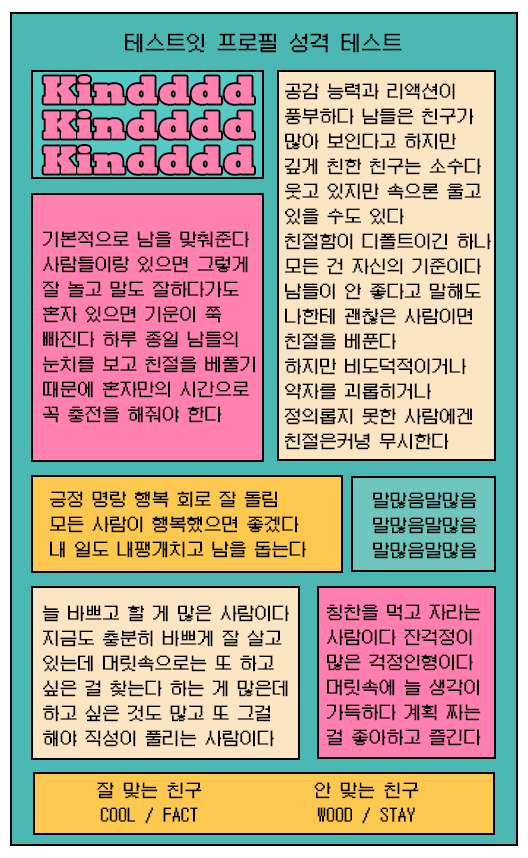 테스트잇 프로필 성격 테스트
Kindddd
Kindddd
Kindddd
공감 능력과 리액션이
풍부하다 남들은 친구가
많아 보인다고 하지만
깊게 친한 친구는 소수다
웃고 있지만 속으론 울고
있을 수도 있다
친절함이 디폴트이긴 하나
모든 건 자신의 기준이다
남들이 안 좋다고 말해도
나한테 괜찮은 사람이면
친절을 베푼다
하지만 비도덕적이거나
약자를 괴롭히거나
정의롭지 못한 사람에겐
친절은커녕 무시한다
기본적으로 남을 맞춰준다
사람들이랑 있으면 그렇게
잘 놀고 말도 잘하다가도
혼자 있으면 기운이 쭉
빠진다 하루 종일 남들의
눈치를 보고 친절을 베풀기
때문에 혼자만의 시간으로
꼭 충전을 해줘야 한다
긍정 명랑 행복 회로 잘 돌림
모든 사람이 행복했으면 좋겠다
내 일도 내팽개치고 남을 돕는다
말많음말많음
말많음말많음
말많음말많음
늘 바쁘고 할 게 많은 사람이다
지금도 충분히 바쁘게 잘 살고
있는데 머릿속으로는 또 하고
싶은 걸 찾는다 하는 게 많은데
하고 싶은 것도 많고 또 그걸
해야 직성이 풀리는 사람이다
칭찬을 먹고 자라는
사람이다 잔걱정이
많은 걱정인형이다
머릿속에 늘 생각이
가득하다 계획 짜는
걸 좋아하고 즐긴다
잘 맞는 친구
COOL / FACT
안 맞는 친구
WOOD / STAY